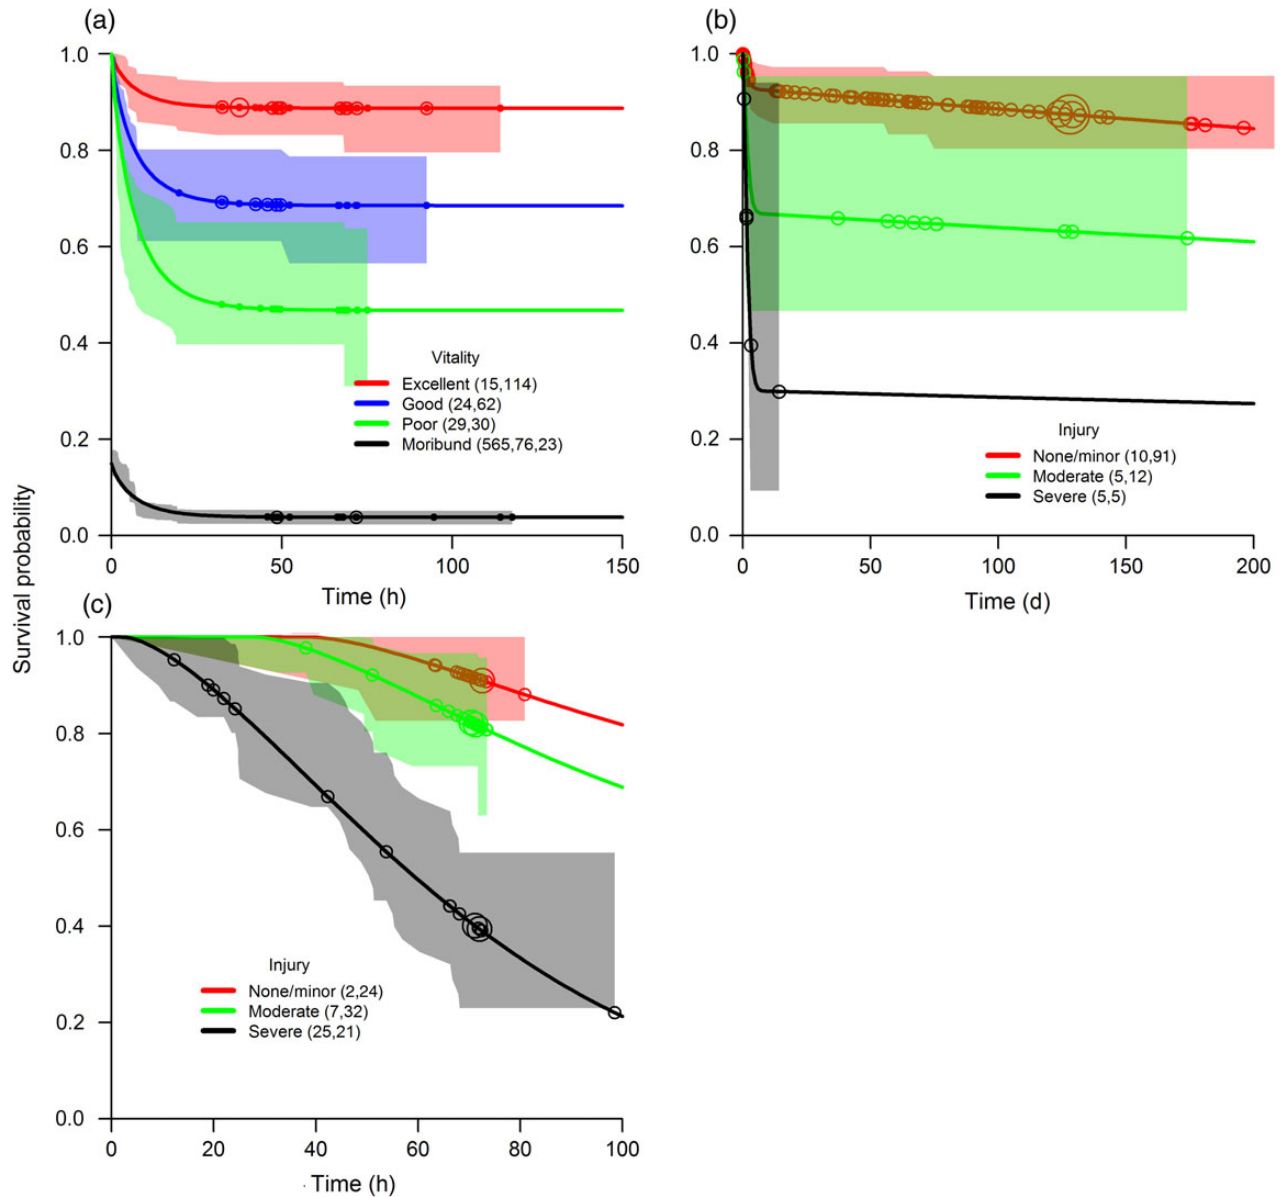 (a)
1.0
0.8
0.6
0.4
0.2
0.0
Vitality
Excellent (15,114)
Good (24,62)
Poor (29,30)
Moribund (565,76,23)
0 50 100 150
Time (h)
(b)
1.0
0.8
0.6
0.4
0.2
0.0
Injury
None/minor (10,91)
Moderate (5,12)
Severe (5,5)
0 50 100 150 200
Time (d)
Survival probability
(c)
1.0
0.8
0.6
0.4
0.2
0.0
Injury
None/minor (2,24)
Moderate (7,32)
Severe (25,21)
0 20 40 60 80 100
Time (h)